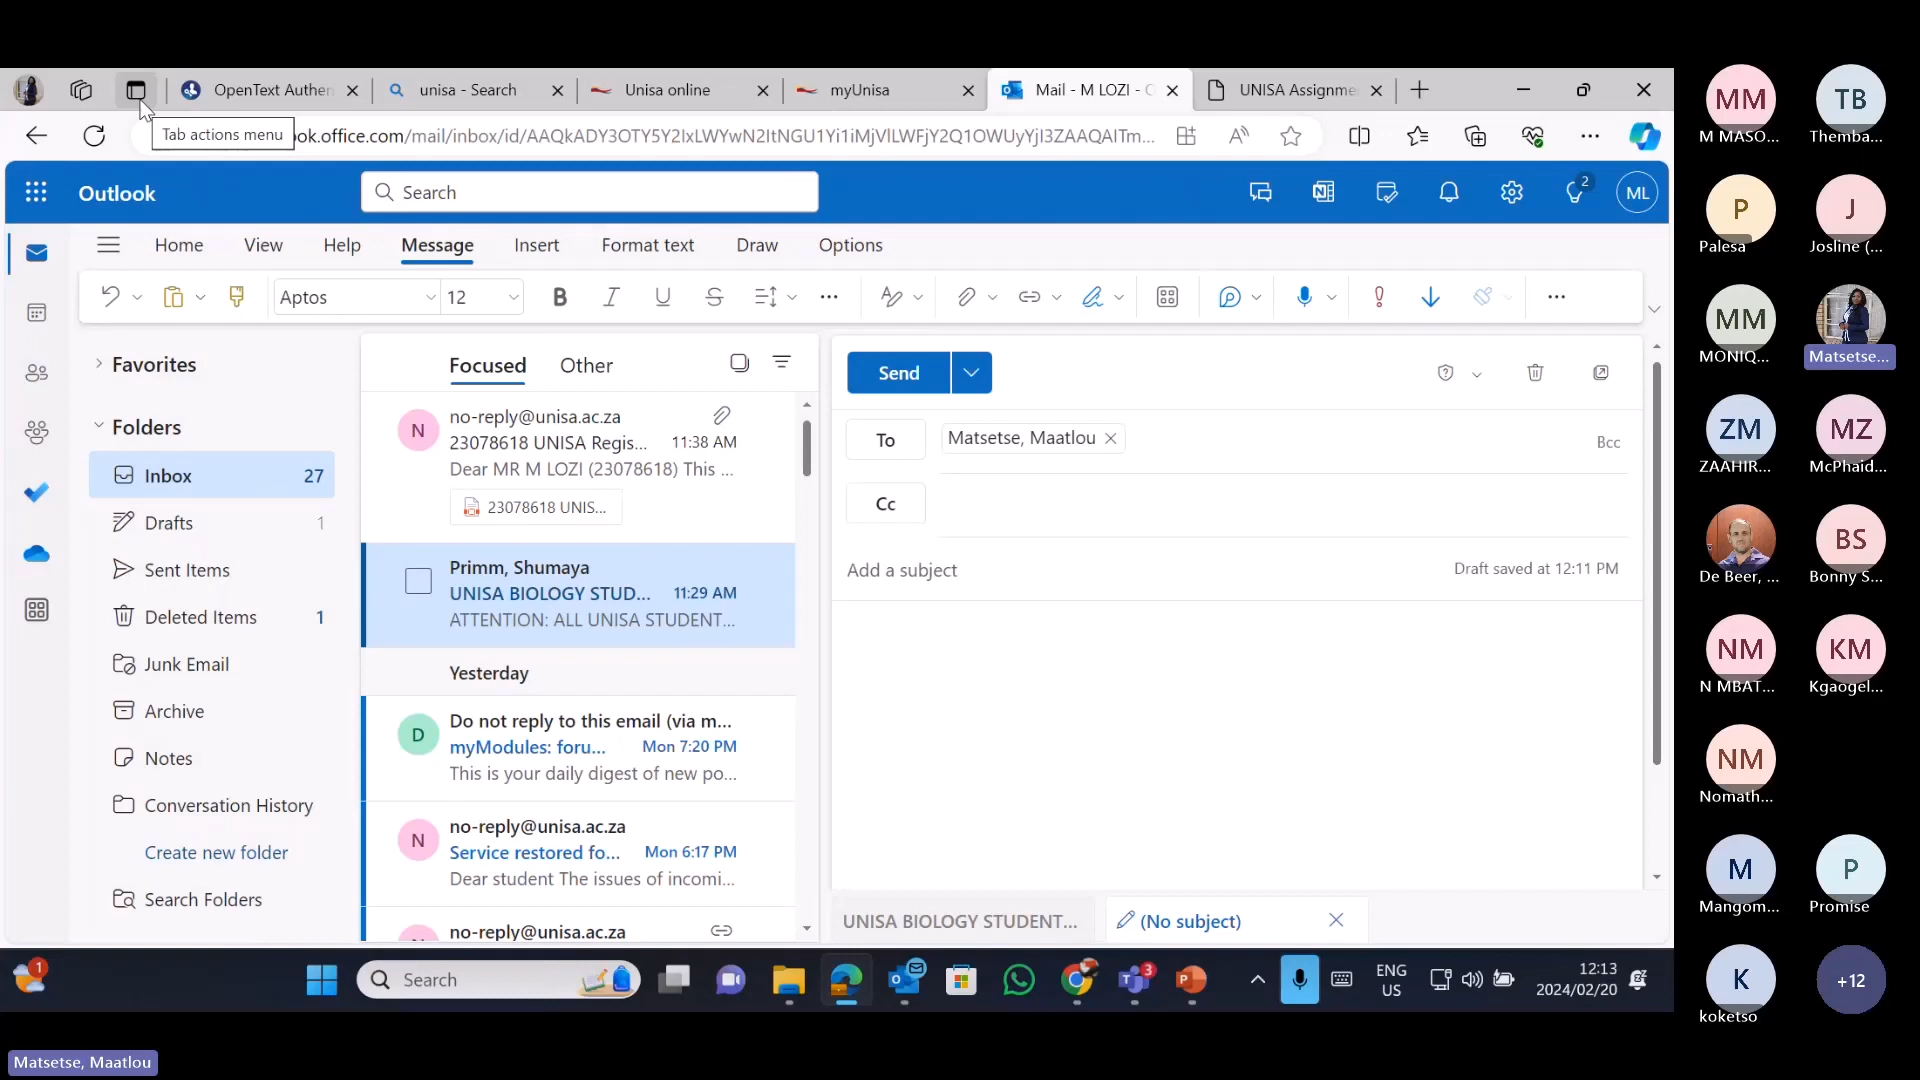 OpenText Authen
unisa - Search
Unisa online
myUnisa
Mail - M LOZI - O
UNISA Assignme
Tab actions menu
ok.office.com/mail/inbox/id/AAQkADY3OTY5Y2IxLWYwN2ItNGU1Yi1iMjVlLWFjY2Q1OWUyYjI3ZAAQAITm...
Outlook
Search
2
ML
Home
View
Help
Message
Insert
Format text
Draw
Options
Aptos
12
B
I
U
S
Favorites
Folders
Inbox 27
Drafts 1
Sent Items
Deleted Items 1
Junk Email
Archive
Notes
Conversation History
Create new folder
Search Folders
Focused
Other
N
no-reply@unisa.ac.za
23078618 UNISA Regis... 11:38 AM
Dear MR M LOZI (23078618) This ...
23078618 UNIS...
Primm, Shumaya
UNISA BIOLOGY STUD... 11:29 AM
ATTENTION: ALL UNISA STUDENT...
Yesterday
D
Do not reply to this email (via m...
myModules: foru... Mon 7:20 PM
This is your daily digest of new po...
N
no-reply@unisa.ac.za
Service restored fo... Mon 6:17 PM
Dear student The issues of incomi...
no-reply@unisa.ac.za
Send
To
Matsetse, Maatlou
Bcc
Cc
Add a subject
Draft saved at 12:11 PM
UNISA BIOLOGY STUDENT...
(No subject)
1
Search
3
ENG
US
12:13
2024/02/20
MM
M MASO...
TB
Themba...
P
Palesa
J
Josline (...
MM
MONIQ...
Matsetse...
ZM
ZAAHIR...
MZ
McPhaid...
De Beer, ...
BS
Bonny S...
NM
N MBAT...
KM
Kgaogel...
NM
Nomath...
M
Mangom...
P
Promise
K
koketso
+12
Matsetse, Maatlou